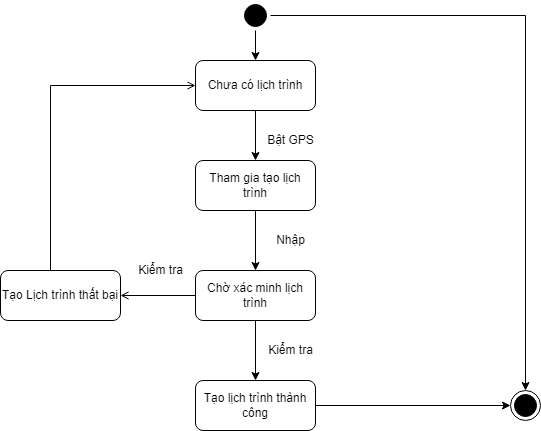 Chưa có lịch trình
Bật GPS
Tham gia tạo lịch
trình
Nhập
Kiểm tra
Tạo Lịch trình thất bại
Chờ xác minh lịch
trình
Kiểm tra
Tạo lịch trình thành
công